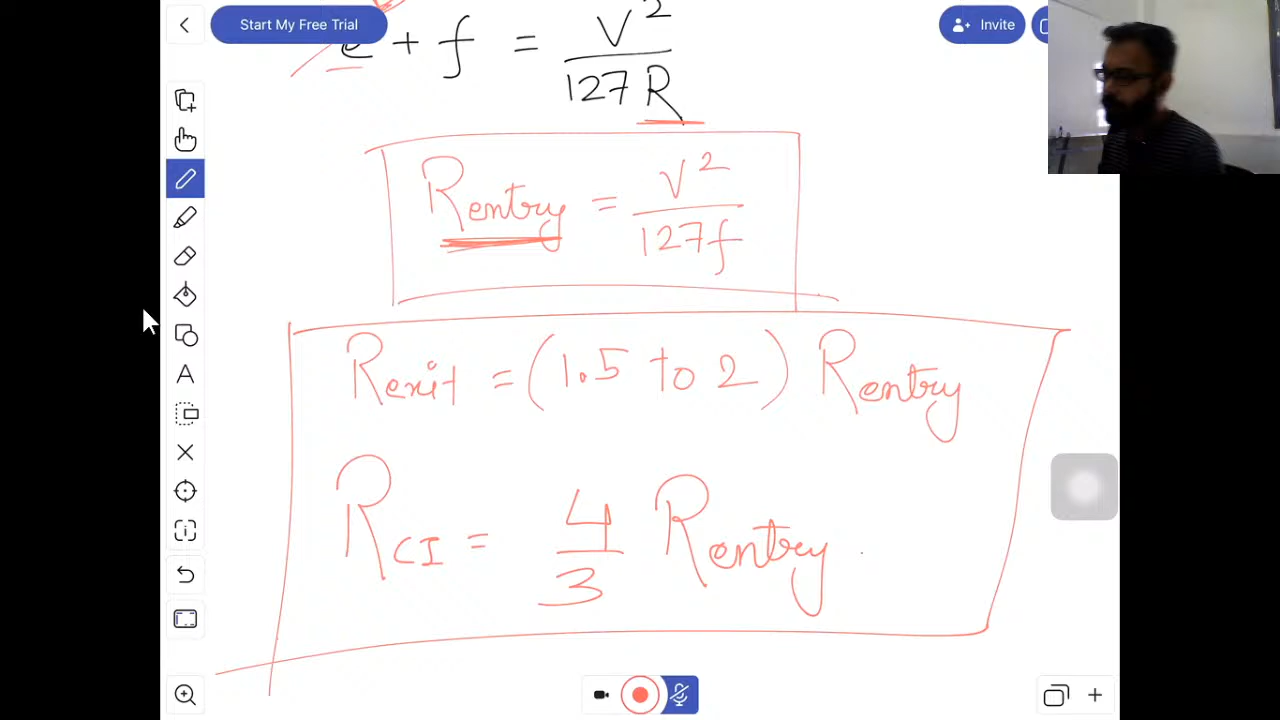 Start My Free Trial
Invite
e + f = V²/127R
Rentry = V²/127f
Rexit = (1.5 to 2) Rentry
RCI = 4/3 Rentry